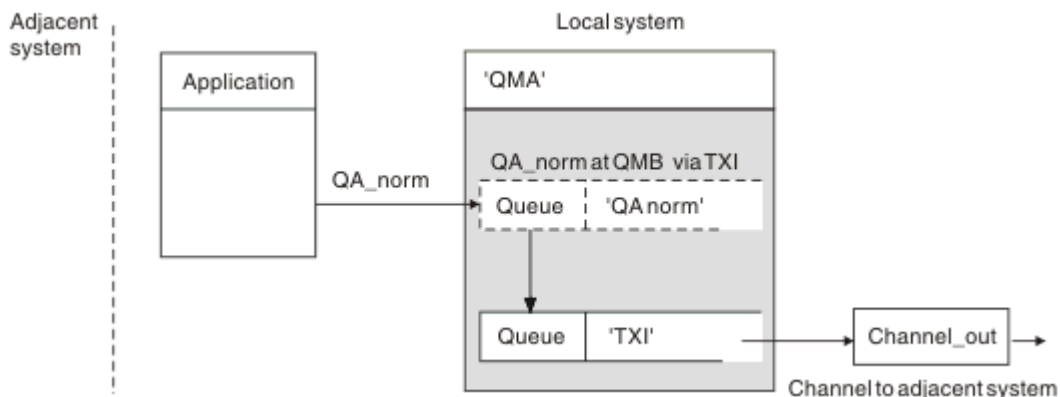 Adjacent
system
Local system
Application
'QMA'
QA_norm at QMB via TXI
QA_norm
Queue
'QA norm'
Queue
'TXI'
Channel_out
Channel to adjacent system